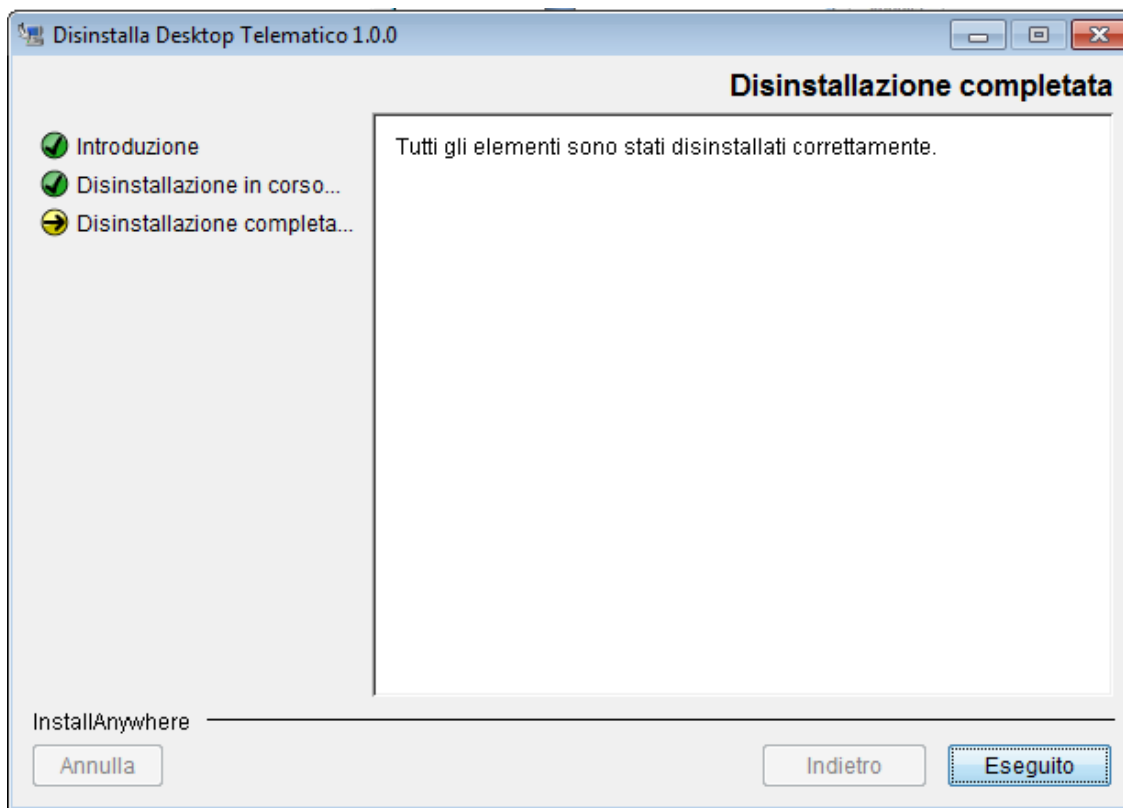 Disinstalla Desktop Telematico 1.0.0
Disinstallazione completata
Introduzione
Disinstallazione in corso...
Disinstallazione completa...
Tutti gli elementi sono stati disinstallati correttamente.
InstallAnywhere
Annulla
Indietro
Eseguito